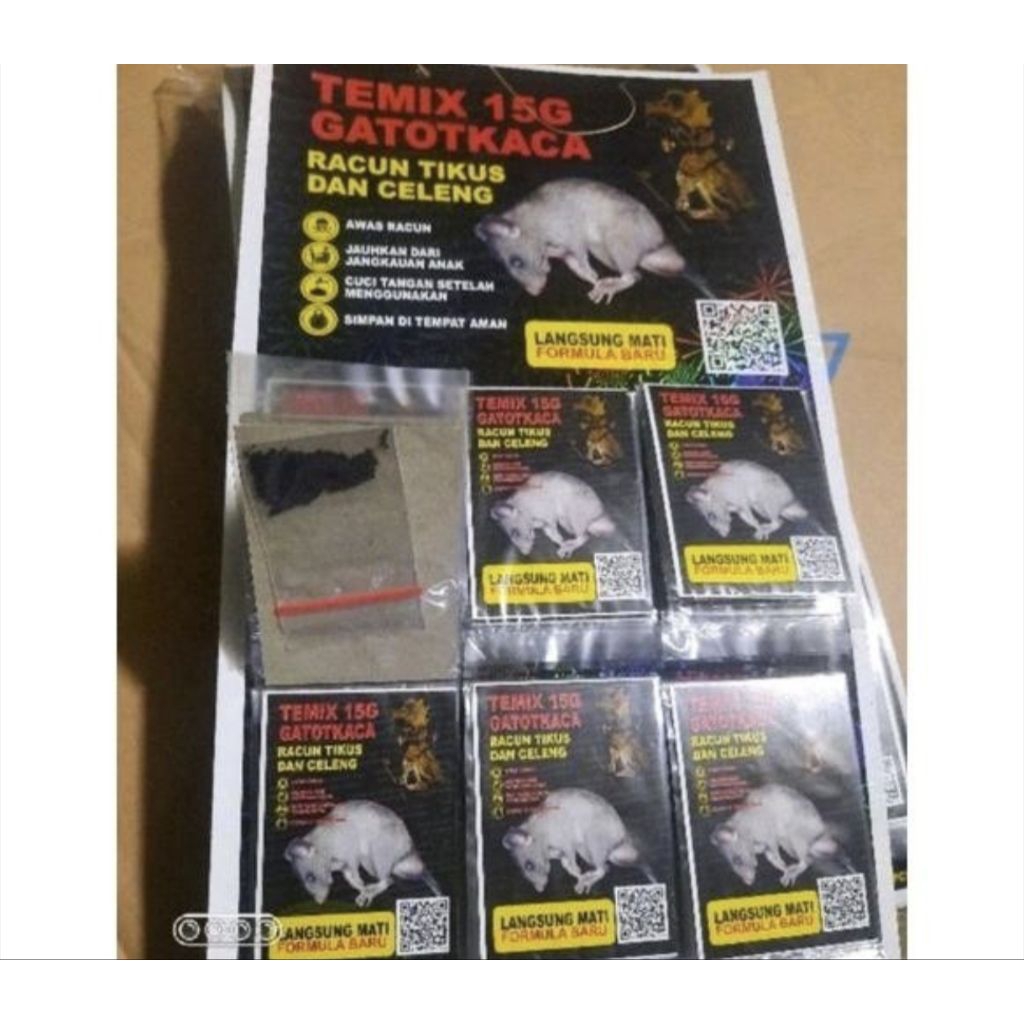 TEMIX 15G
GATOTKACA
RACUN TIKUS
DAN CELENG
AWAS RACUN
JAUHKAN DARI
JANGKAUAN ANAK
CUCI TANGAN SETELAH
MENGGUNAKAN
SIMPAN DI TEMPAT AMAN
LANGSUNG MATI
FORMULA BARU
TEMIX 15G
GATOTKACA
RACUN TIKUS
DAN CELENG
LANGSUNG MATI
FORMULA BARU
TEMIX 15G
GATOTKACA
RACUN TIKUS
DAN CELENG
LANGSUNG MATI
FORMULA BARU
TEMIX 15G
GATOTKACA
RACUN TIKUS
DAN CELENG
LANGSUNG MATI
FORMULA BARU
TEMIX 15G
GATOTKACA
RACUN TIKUS
DAN CELENG
LANGSUNG MATI
FORMULA BARU
TEMIX 15G
GATOTKACA
RACUN TIKUS
DAN CELENG
LANGSUNG MATI
FORMULA BARU